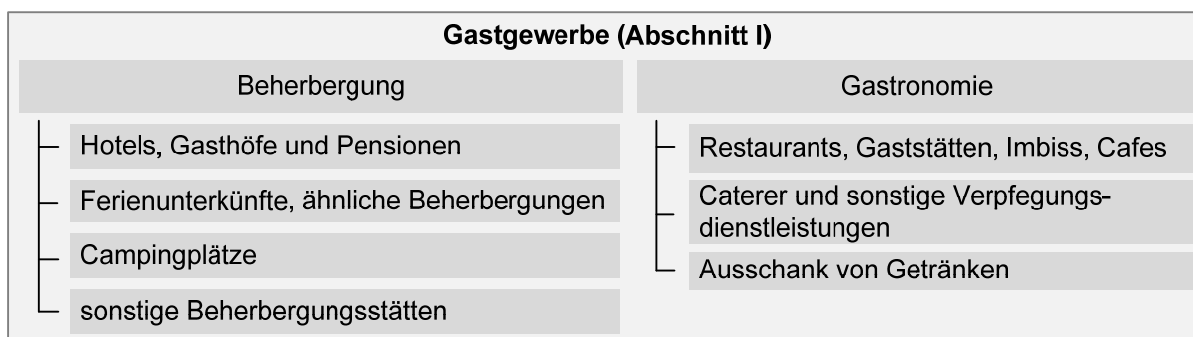 Gastgewerbe (Abschnitt I)
Beherbergung
Hotels, Gasthöfe und Pensionen
Ferienunterkünfte, ähnliche Beherbergungen
Campingplätze
sonstige Beherbergungsstätten
Gastronomie
Restaurants, Gaststätten, Imbiss, Cafes
Caterer und sonstige Verpfegungs-
dienstleistungen
Ausschank von Getränken